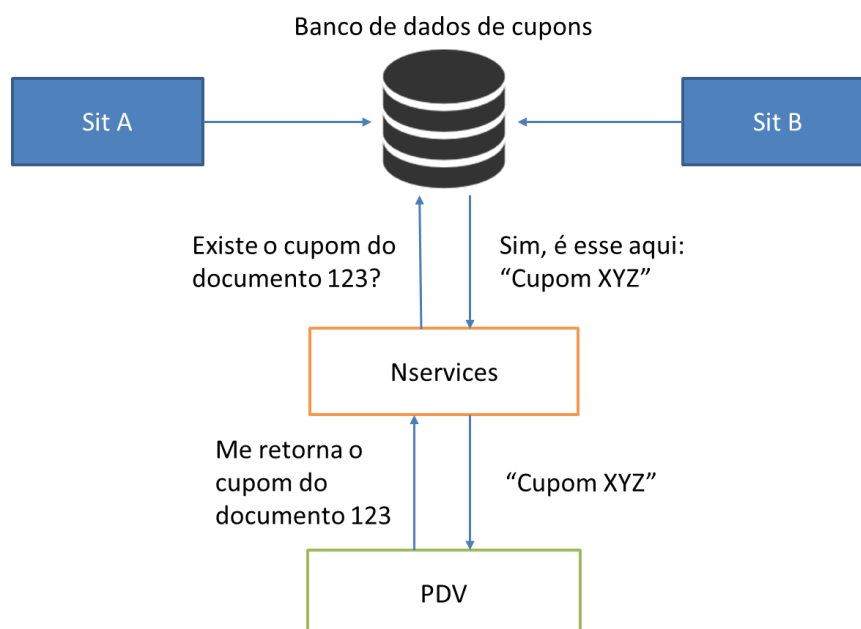 Banco de dados de cupons
Sit A
Sit B
Existe o cupom do
documento 123?
Sim, é esse aqui:
“Cupom XYZ”
Nservices
Me retorna o
cupom do
documento 123
“Cupom XYZ”
PDV